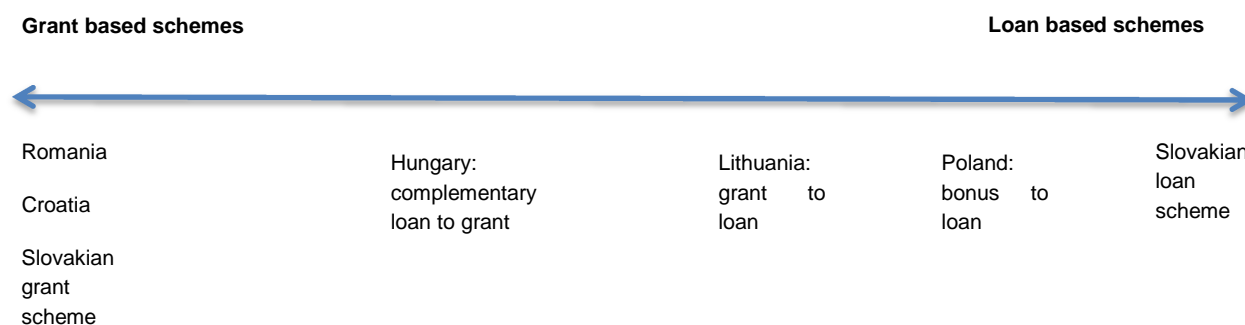 Grant based schemes
Loan based schemes
Romania
Croatia
Slovakian
grant
scheme
Hungary:
complementary
loan to grant
Lithuania:
grant to
loan
Poland:
bonus to
loan
Slovakian
loan
scheme